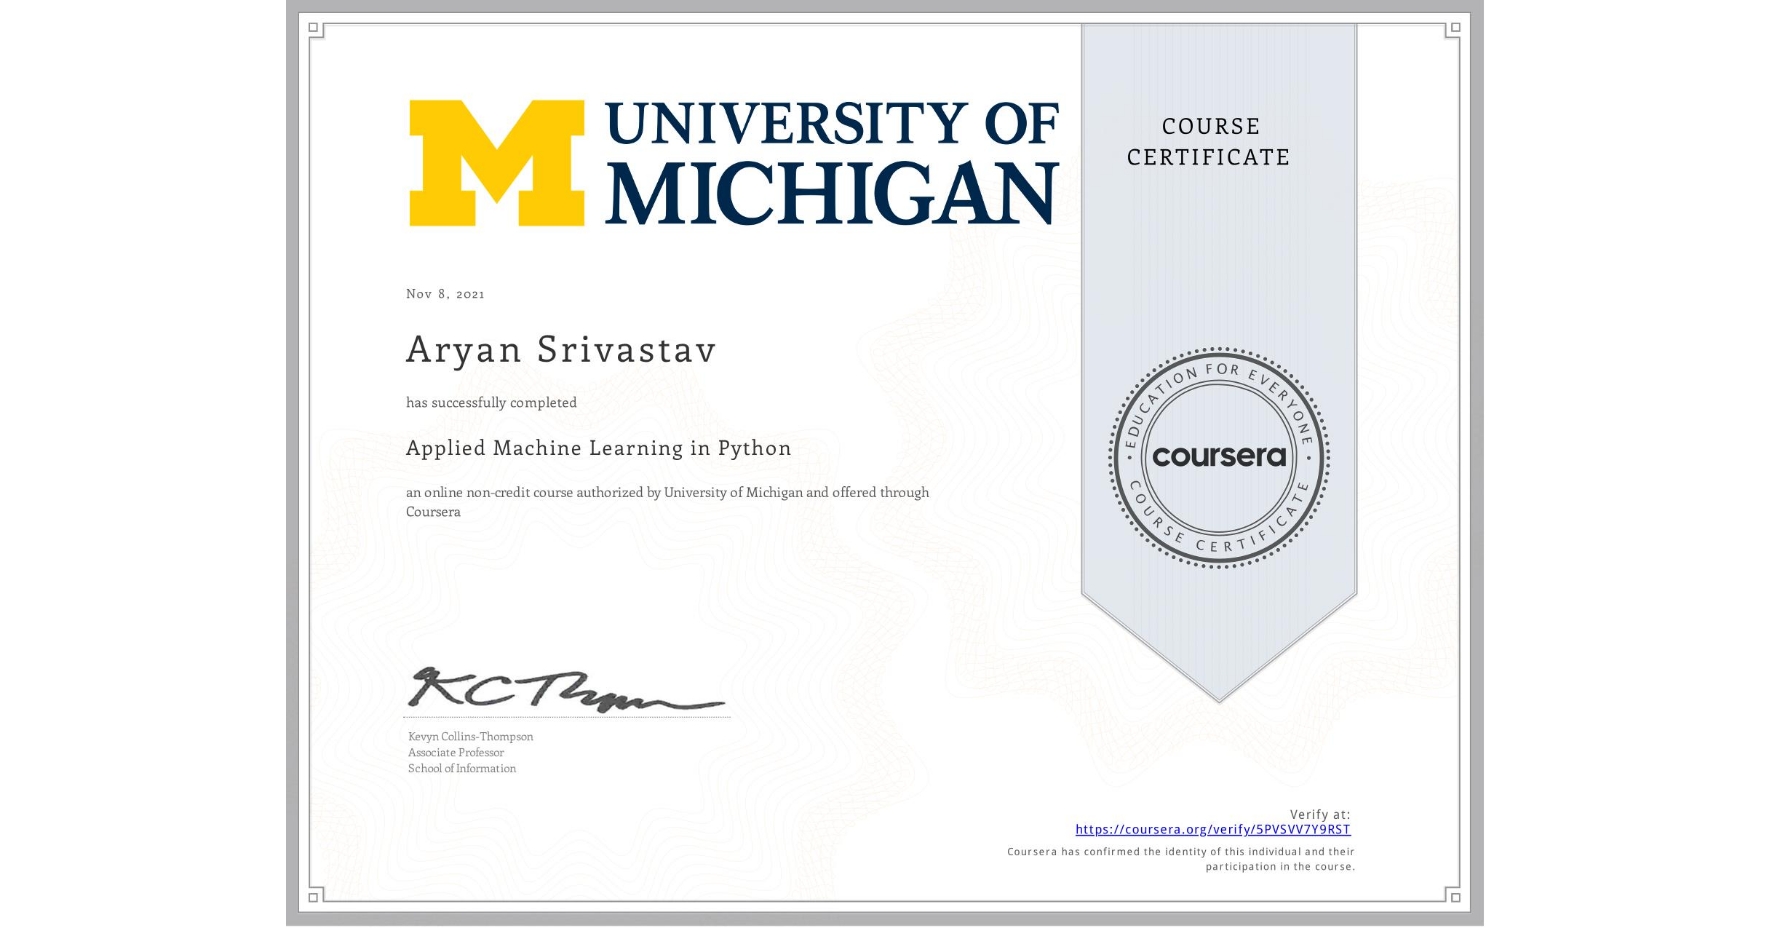 UNIVERSITY OF
MICHIGAN
COURSE
CERTIFICATE
Nov 8, 2021
Aryan Srivastav
has successfully completed
Applied Machine Learning in Python
an online non-credit course authorized by University of Michigan and offered through
Coursera
EDUCATION FOR EVERYONE
coursera
COURSE CERTIFICATE
Kevyn Collins-Thompson
Associate Professor
School of Information
Verify at:
https://coursera.org/verify/5PVSVV7Y9RST
Coursera has confirmed the identity of this individual and their
participation in the course.